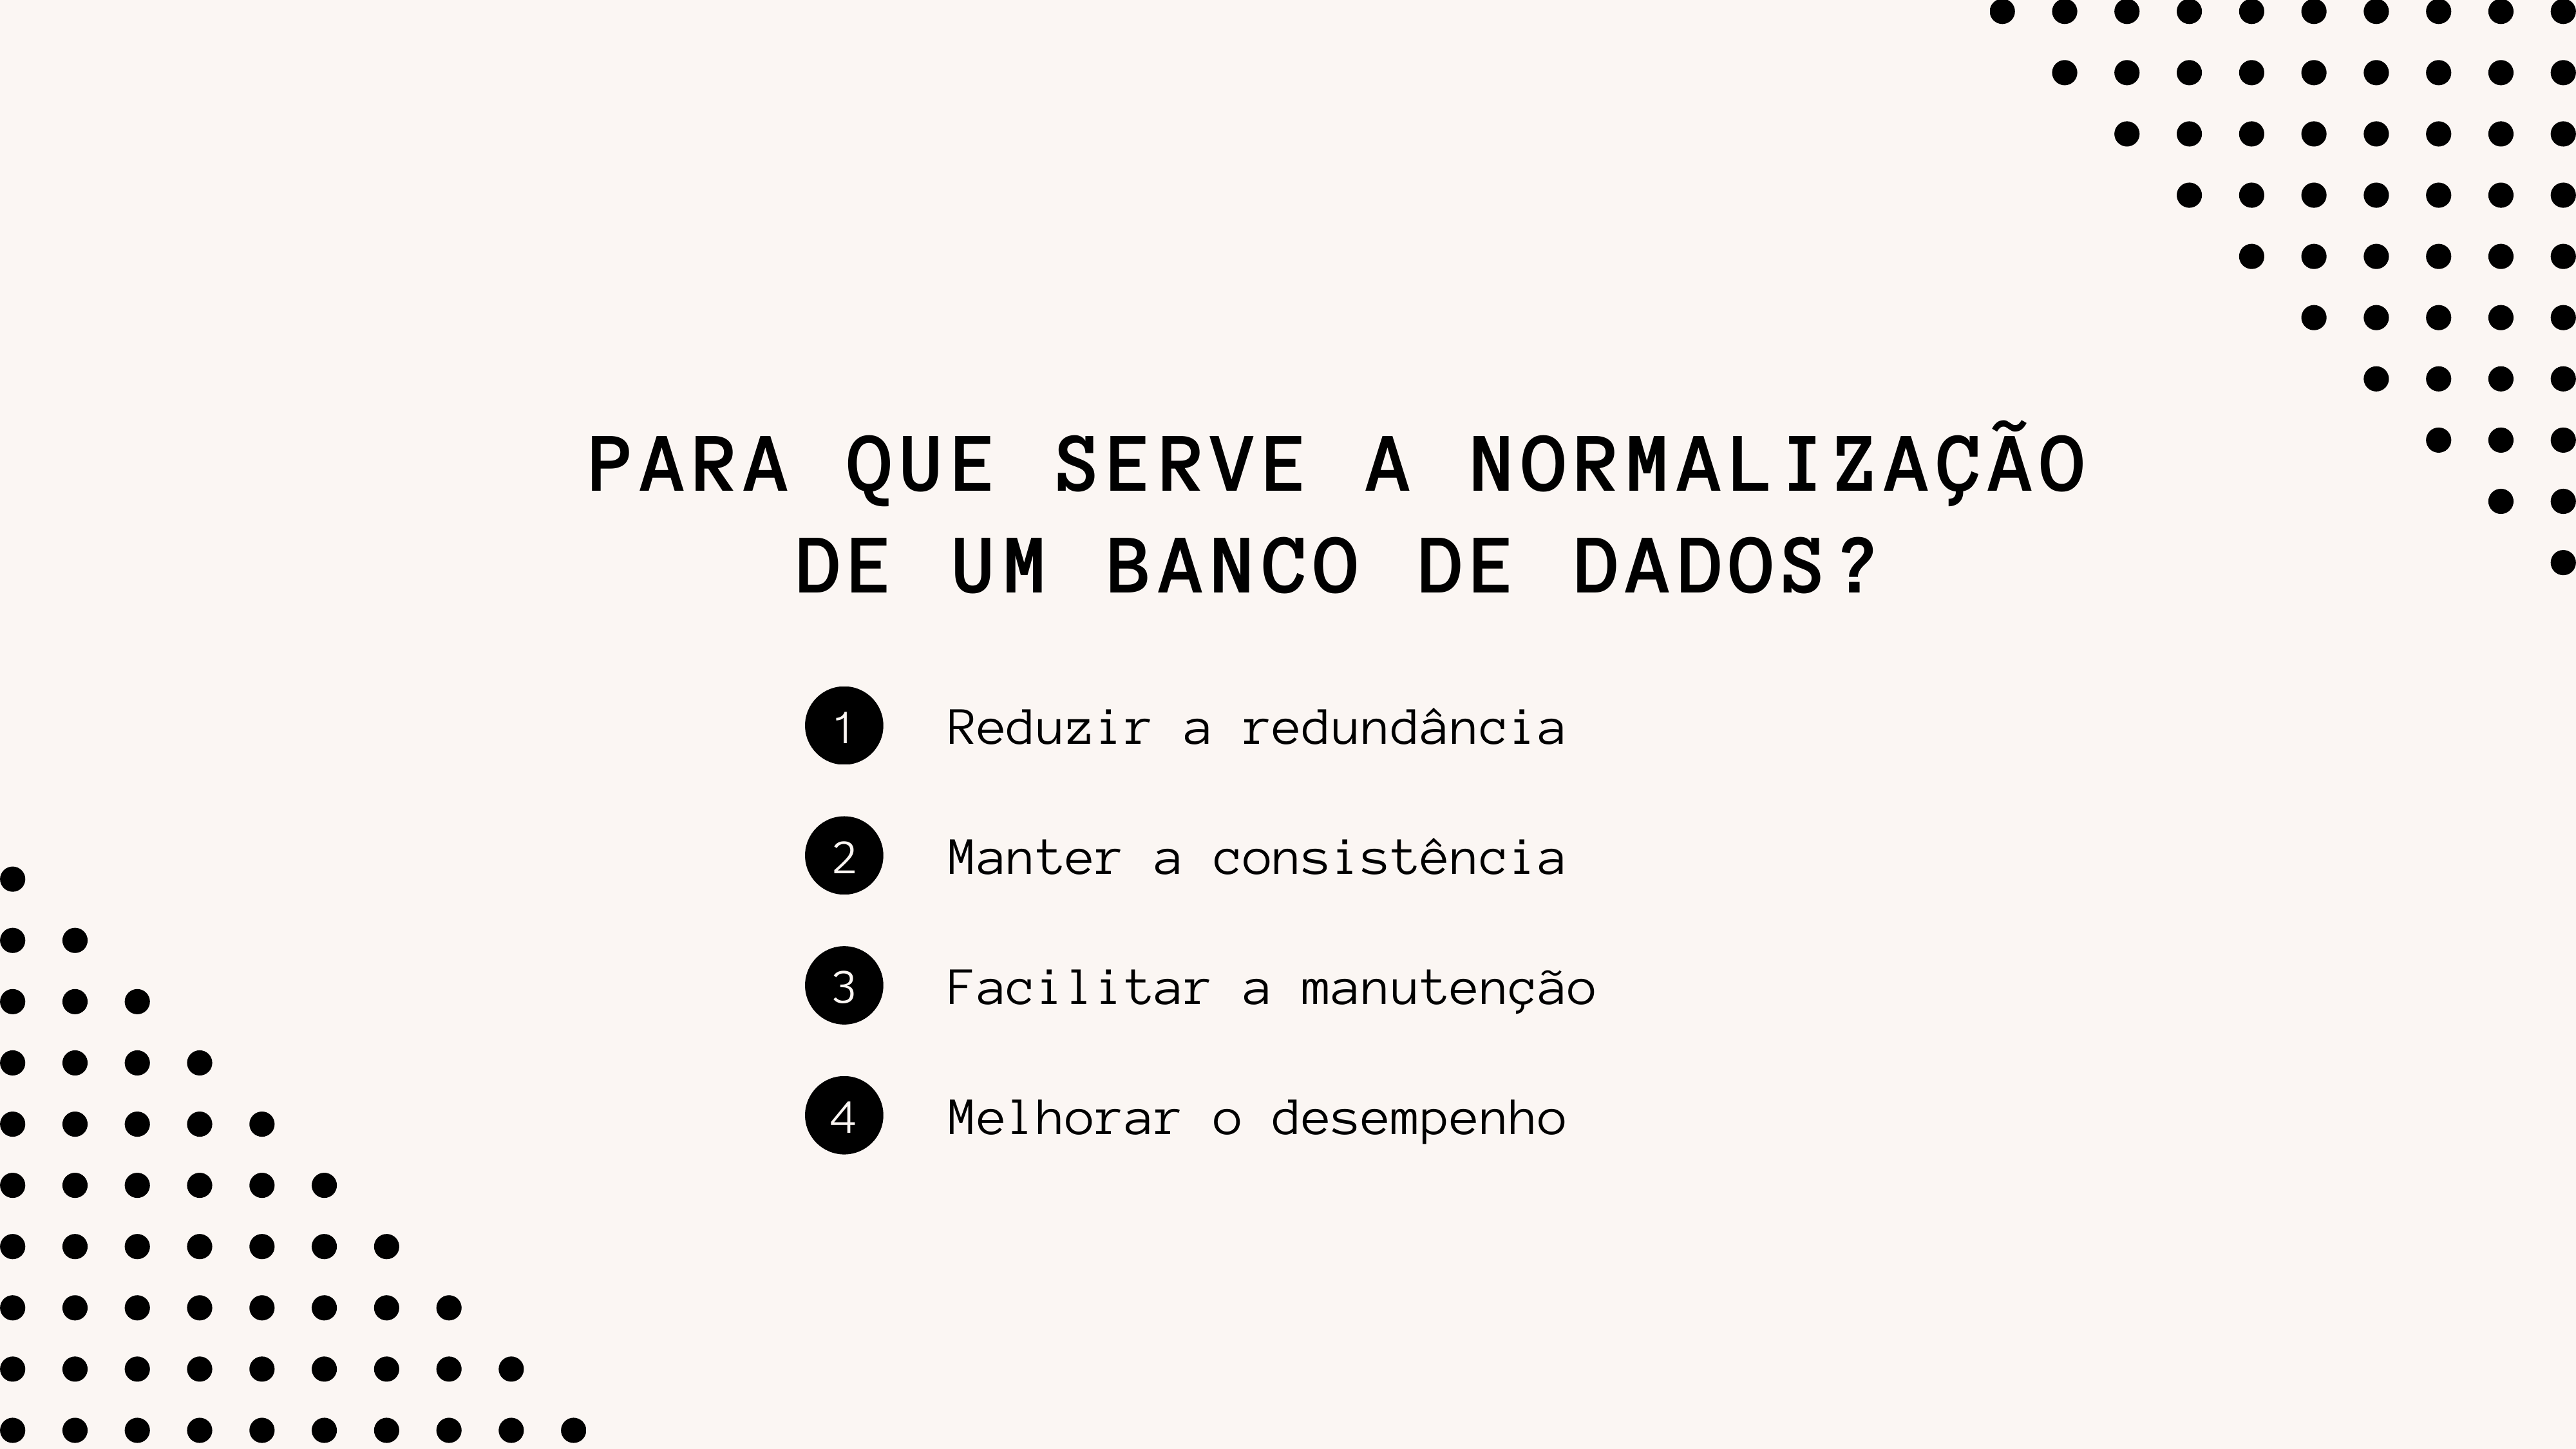 PARA QUE SERVE A NORMALIZAÇÃO
DE UM BANCO DE DADOS?
1 Reduzir a redundância
2 Manter a consistência
3 Facilitar a manutenção
4 Melhorar o desempenho